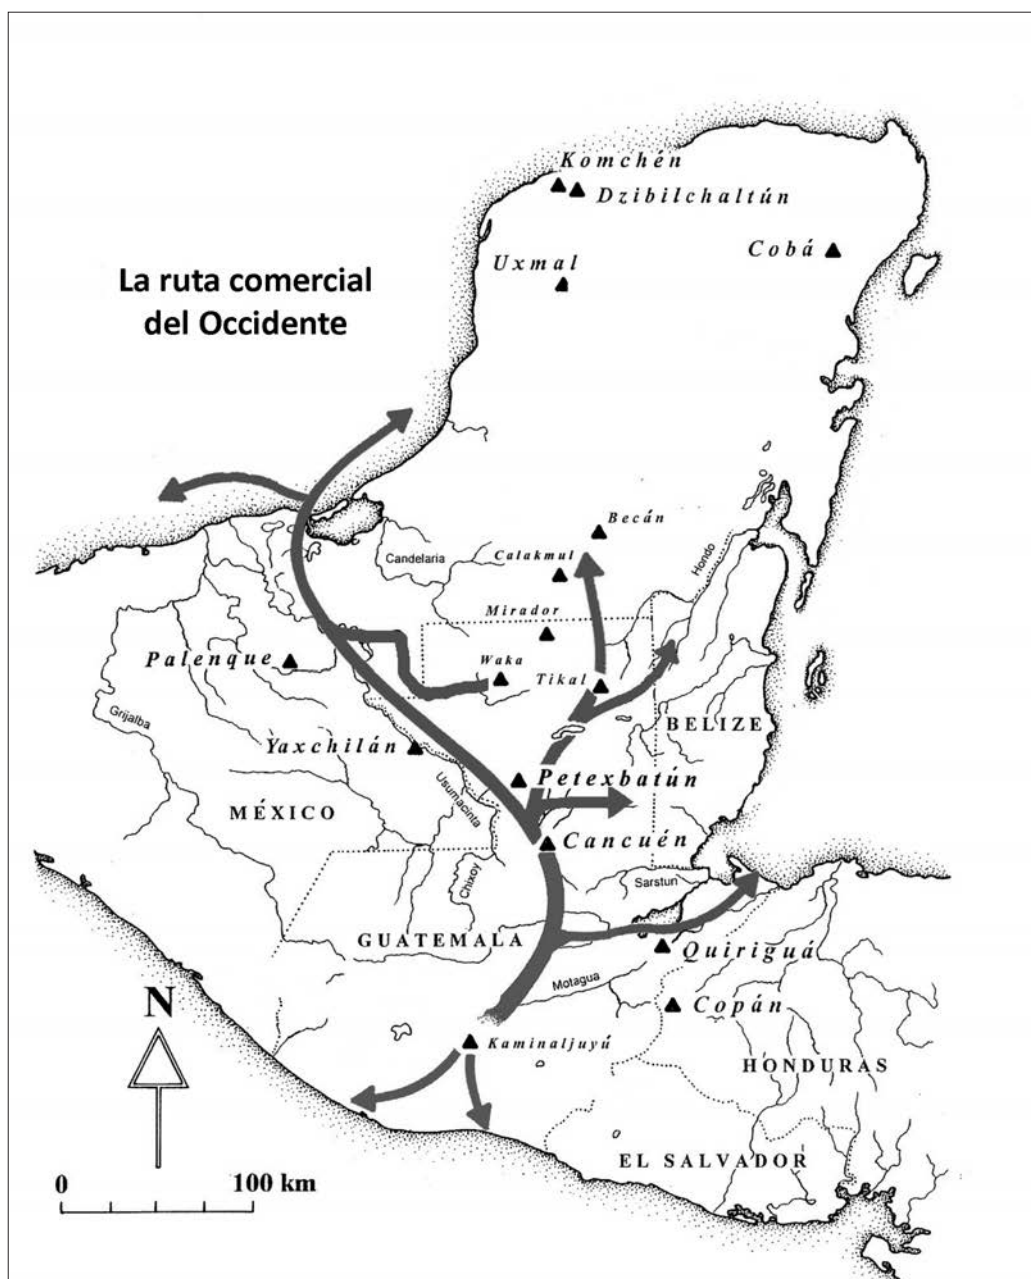 Komchén
Dzibilchaltún
Cobá
Uxmal
La ruta comercial
del Occidente
Becán
Calakmul
Candelaria
Hondo
Mirador
Palenque
Waka
Tikal
Grijalba
BELIZE
Yaxchilán
Usumacinta
Petexbatún
MÉXICO
Cancuén
Chixoy
Sarstun
GUATEMALA
Quiriguá
Motagua
N
Copán
Kaminaljuyú
HONDURAS
EL SALVADOR
0 100 km